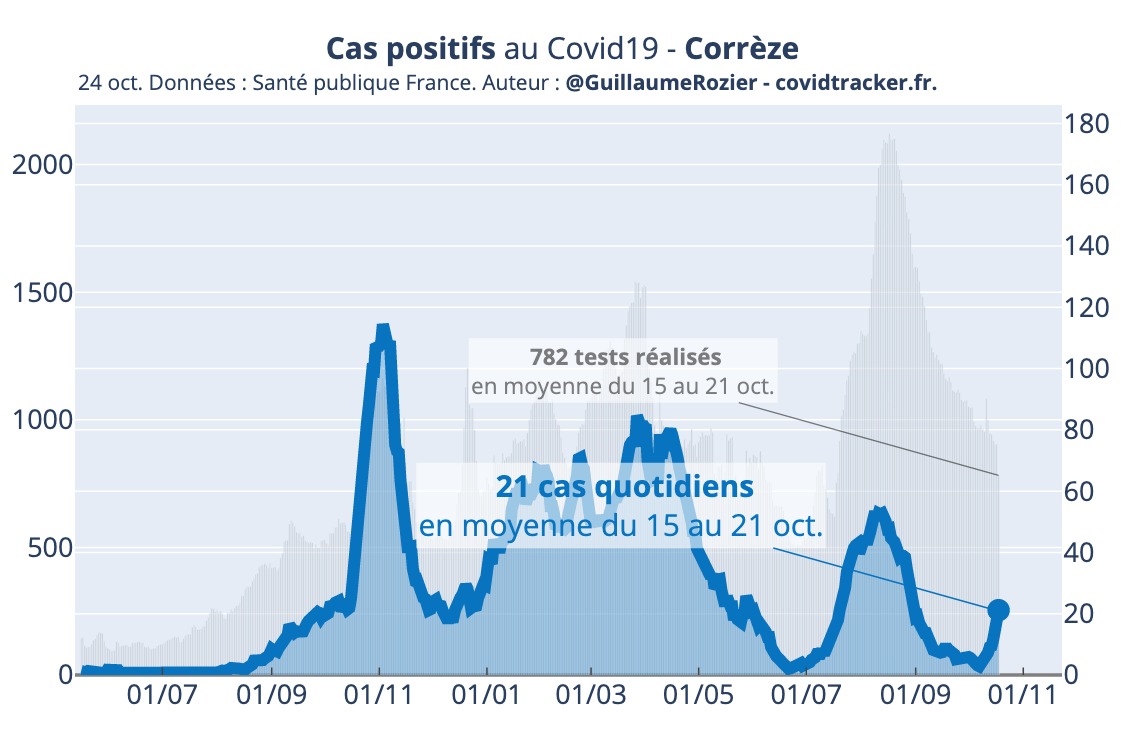 Cas positifs au Covid19 - Corrèze
24 oct. Données : Santé publique France. Auteur : @GuillaumeRozier - covidtracker.fr.
180
2000
160
140
1500
120
782 tests réalisés
en moyenne du 15 au 21 oct.
100
1000
80
21 cas quotidiens
en moyenne du 15 au 21 oct.
60
500
40
20
0
0
01/07 01/09 01/11 01/01 01/03 01/05 01/07 01/09 01/11